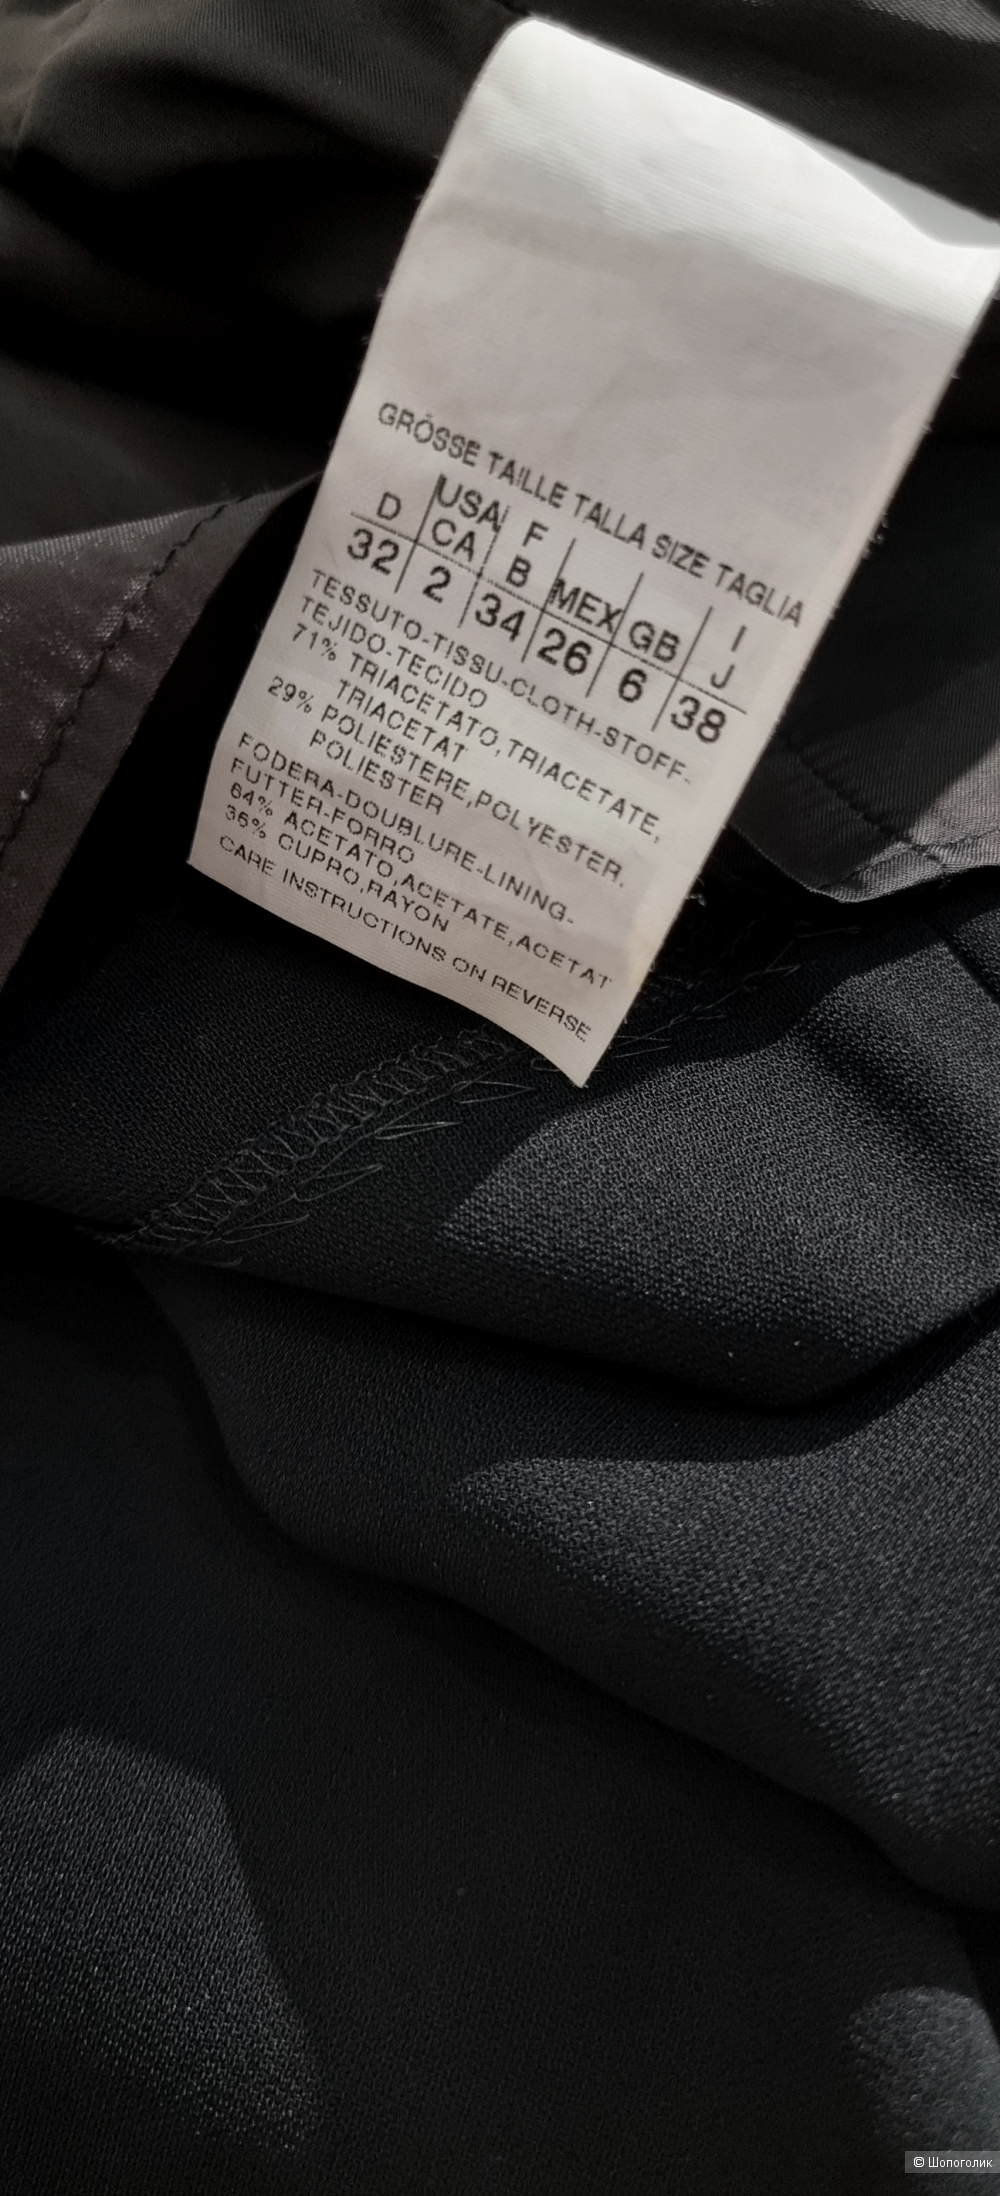 GRÖSSE TAILLE TALLA SIZE TAGLIA
D USA CA F B MEX GB I J
32 2 34 26 6 38
TESSUTO-TISSU-CLOTH-STOFF-
TEJIDO-TECIDO
71% TRIACETATO,TRIACETATE,
TRIACETAT
29% POLIESTERE,POLYESTER.
POLIESTER
FODERA-DOUBLURE-LINING-
FUTTER-FORRO
64% ACETATO,ACETATE,ACETAT
36% CUPRO,RAYON
CARE INSTRUCTIONS ON REVERSE
© Шопоголик